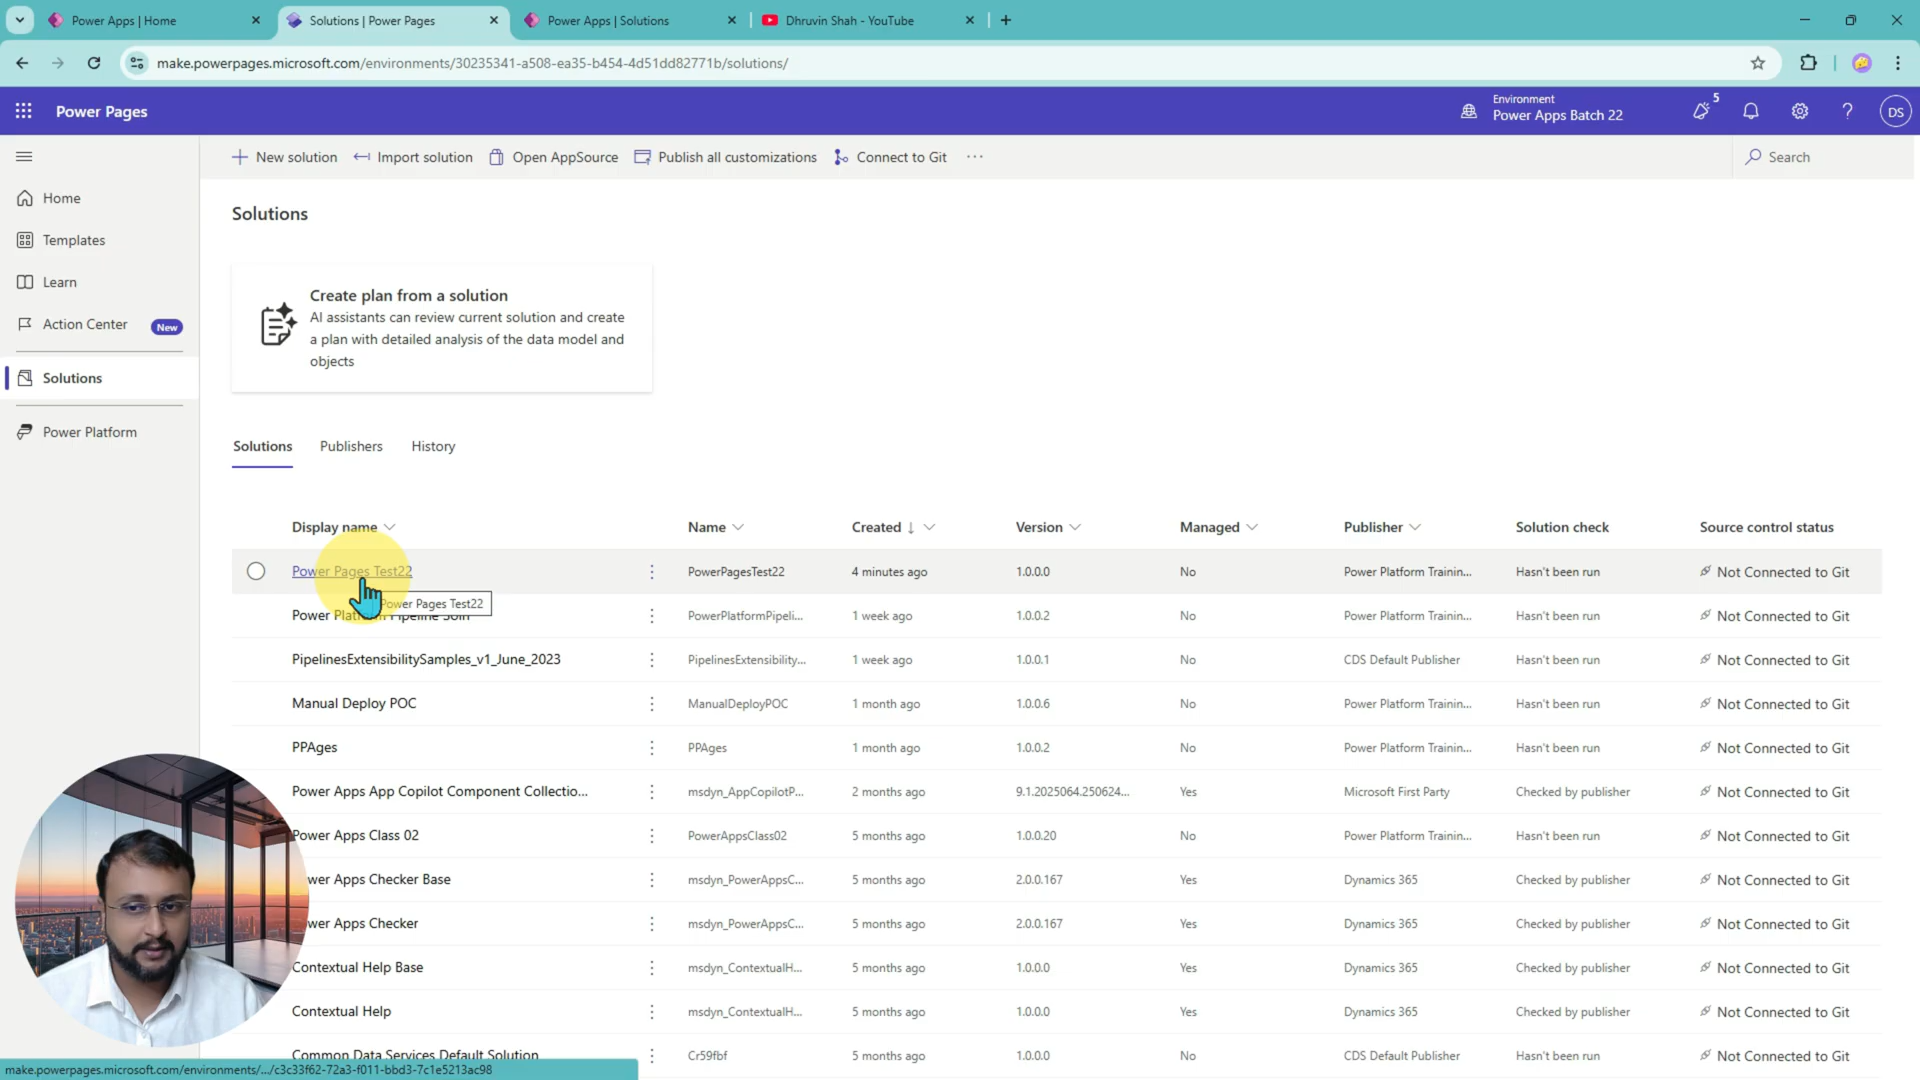 Power Apps | Home
Solutions | Power Pages
Power Apps | Solutions
Dhruvin Shah - YouTube
make.powerpages.microsoft.com/environments/30235341-a508-ea35-b454-4d51dd82771b/solutions/
Power Pages
Environment
Power Apps Batch 22
5
DS
New solution
Import solution
Open AppSource
Publish all customizations
Connect to Git
Search
Home
Templates
Learn
Action Center New
Solutions
Power Platform
Solutions
Create plan from a solution
AI assistants can review current solution and create
a plan with detailed analysis of the data model and
objects
Solutions Publishers History
Display name Name Created Version Managed Publisher Solution check Source control status
Power Pages Test22 PowerPagesTest22 4 minutes ago 1.0.0.0 No Power Platform Trainin... Hasn't been run Not Connected to Git
Power Pages Test22
Power Platform Pipeline Soln PowerPlatformPipeli... 1 week ago 1.0.0.2 No Power Platform Trainin... Hasn't been run Not Connected to Git
PipelinesExtensibilitySamples_v1_June_2023 PipelinesExtensibility... 1 week ago 1.0.0.1 No CDS Default Publisher Hasn't been run Not Connected to Git
Manual Deploy POC ManualDeployPOC 1 month ago 1.0.0.6 No Power Platform Trainin... Hasn't been run Not Connected to Git
PPAges PPAges 1 month ago 1.0.0.2 No Power Platform Trainin... Hasn't been run Not Connected to Git
Power Apps App Copilot Component Collectio... msdyn_AppCopilotP... 2 months ago 9.1.2025064.250624... Yes Microsoft First Party Checked by publisher Not Connected to Git
Power Apps Class 02 PowerAppsClass02 5 months ago 1.0.0.20 No Power Platform Trainin... Hasn't been run Not Connected to Git
wer Apps Checker Base msdyn_PowerAppsC... 5 months ago 2.0.0.167 Yes Dynamics 365 Checked by publisher Not Connected to Git
wer Apps Checker msdyn_PowerAppsC... 5 months ago 2.0.0.167 Yes Dynamics 365 Checked by publisher Not Connected to Git
Contextual Help Base msdyn_ContextualH... 5 months ago 1.0.0.0 Yes Dynamics 365 Checked by publisher Not Connected to Git
Contextual Help msdyn_ContextualH... 5 months ago 1.0.0.0 Yes Dynamics 365 Checked by publisher Not Connected to Git
Common Data Services Default Solution Cr59fbf 5 months ago 1.0.0.0 No CDS Default Publisher Hasn't been run Not Connected to Git
make.powerpages.microsoft.com/environments/.../c3c33f62-72a3-f011-bbd3-7c1e5213ac98